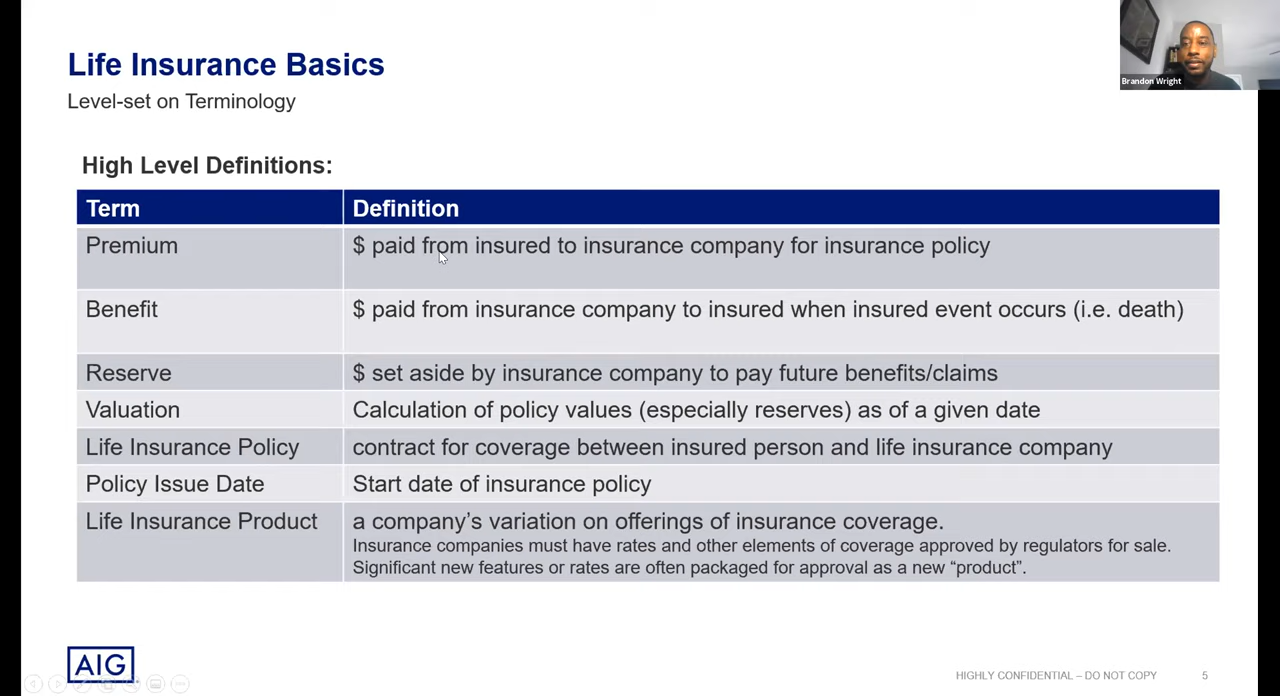 Life Insurance Basics
Level-set on Terminology
Brandon Wright
High Level Definitions:
Term Definition
Premium $ paid from insured to insurance company for insurance policy
Benefit $ paid from insurance company to insured when insured event occurs (i.e. death)
Reserve $ set aside by insurance company to pay future benefits/claims
Valuation Calculation of policy values (especially reserves) as of a given date
Life Insurance Policy contract for coverage between insured person and life insurance company
Policy Issue Date Start date of insurance policy
Life Insurance Product a company’s variation on offerings of insurance coverage.
Insurance companies must have rates and other elements of coverage approved by regulators for sale.
Significant new features or rates are often packaged for approval as a new “product”.
AIG
HIGHLY CONFIDENTIAL – DO NOT COPY 5